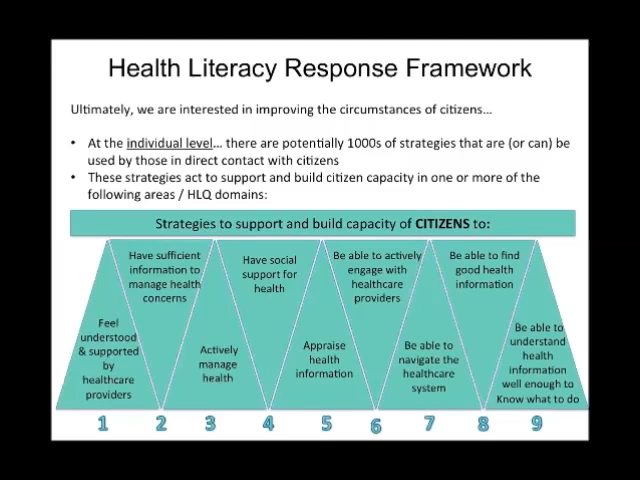 Health Literacy Response Framework
Ultimately, we are interested in improving the circumstances of citizens...
• At the individual level... there are potentially 1000s of strategies that are (or can) be
used by those in direct contact with citizens
• These strategies act to support and build citizen capacity in one or more of the
following areas / HLQ domains:
Strategies to support and build capacity of CITIZENS to:
Feel
understood
& supported
by
healthcare
providers
Have sufficient
information to
manage health
concerns
Actively
manage
health
Have social
support for
health
Appraise
health
information
Be able to actively
engage with
healthcare
providers
Be able to
navigate the
healthcare
system
Be able to find
good health
information
Be able to
understand
health
information
well enough to
Know what to do
1 2 3 4 5 6 7 8 9